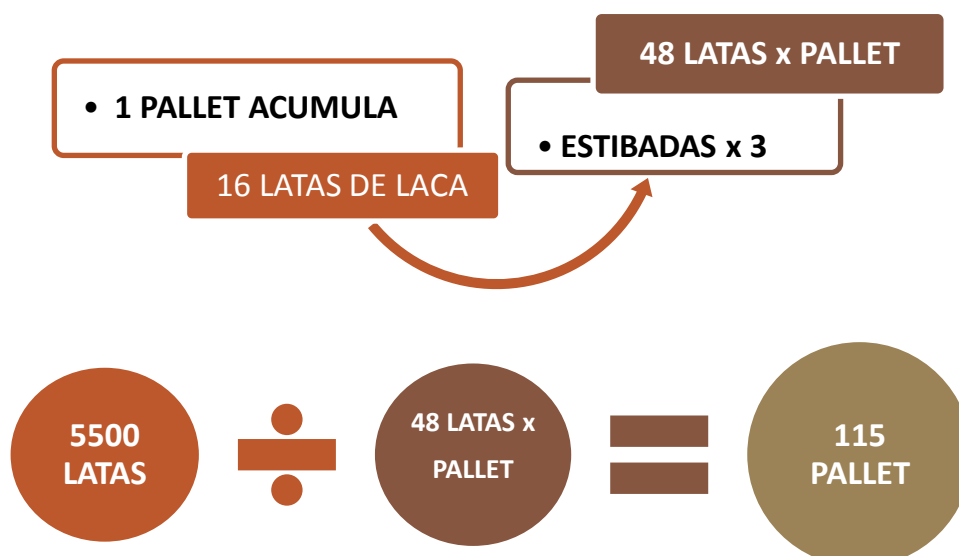 • 1 PALLET ACUMULA
16 LATAS DE LACA
48 LATAS x PALLET
• ESTIBADAS x 3
5500
LATAS
÷
48 LATAS x
PALLET
=
115
PALLET